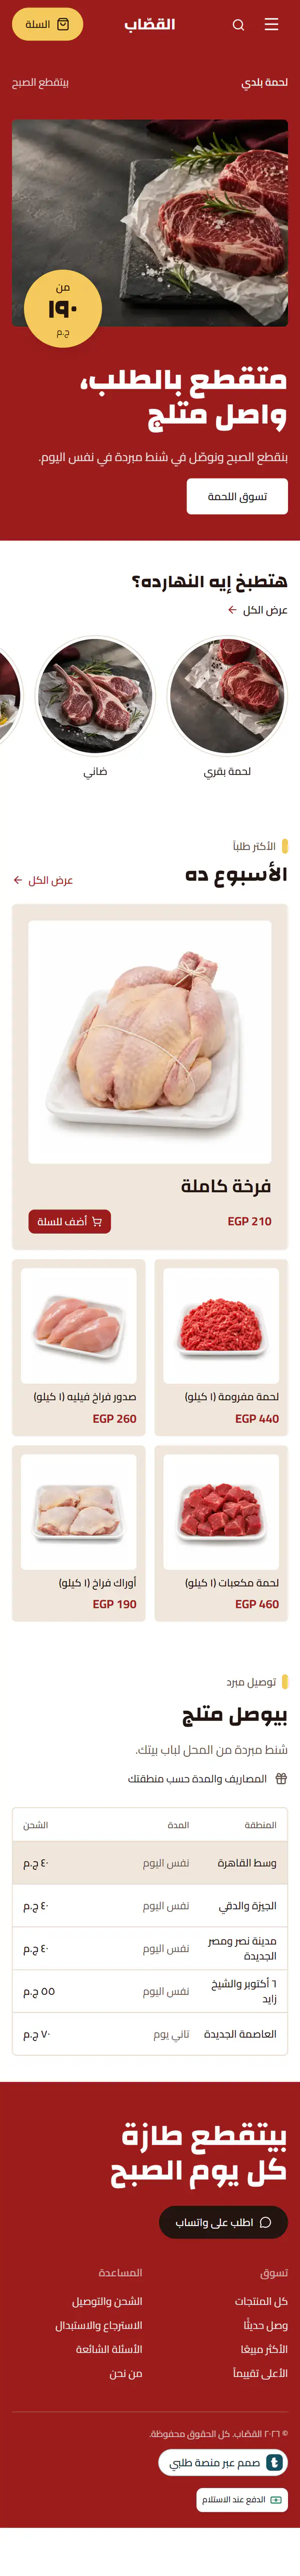 القصّاب
السلة
لحمة بلدي
بيتقطع الصبح
من
١٩٠
ج.م
متقطع بالطلب،
واصل متلج
بنقطع الصبح ونوصّل في شنط مبردة في نفس اليوم.
تسوق اللحمة
هتطبخ إيه النهارده؟
عرض الكل
لحمة بقري
ضاني
الأكثر طلباً
الأسبوع ده
عرض الكل
فرخة كاملة
EGP 210
أضف للسلة
لحمة مفرومة (١ كيلو)
EGP 440
صدور فراخ فيليه (١ كيلو)
EGP 260
لحمة مكعبات (١ كيلو)
EGP 460
أوراك فراخ (١ كيلو)
EGP 190
توصيل مبرد
بيوصل متلج
شنط مبردة من المحل لباب بيتك.
المصاريف والمدة حسب منطقتك
المنطقة المدة الشحن
وسط القاهرة نفس اليوم ٤٠ ج.م
الجيزة والدقي نفس اليوم ٤٠ ج.م
مدينة نصر ومصر
الجديدة نفس اليوم ٤٠ ج.م
٦ أكتوبر والشيخ
زايد نفس اليوم ٥٥ ج.م
العاصمة الجديدة تاني يوم ٧٠ ج.م
بيتقطع طازة
كل يوم الصبح
اطلب على واتساب
تسوق
كل المنتجات
وصل حديثًا
الأكثر مبيعًا
الأعلى تقييماً
المساعدة
الشحن والتوصيل
الاسترجاع والاستبدال
الأسئلة الشائعة
من نحن
© ٢٠٢٦ القصّاب. كل الحقوق محفوظة.
صمم عبر منصة طلبي
الدفع عند الاستلام